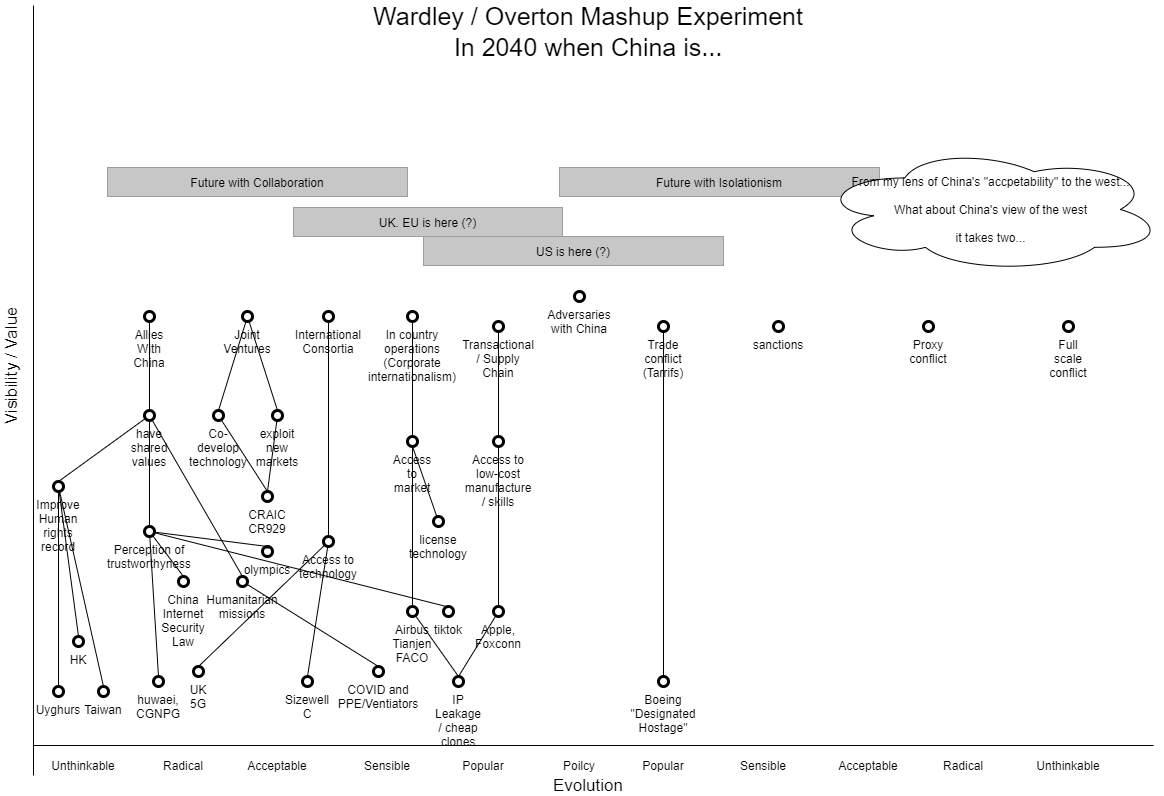 Wardley / Overton Mashup Experiment
In 2040 when China is...
Future with Collaboration
Future with Isolationism
From my lens of China's "accpetability" to the west...
What about China's view of the west
it takes two...
UK. EU is here (?)
US is here (?)
Visibility / Value
Adversaries
with China
Allies
With
China
Joint
Ventures
International
Consortia
In country
operations
(Corporate
internationalism)
Transactional
/ Supply
Chain
Trade
conflict
(Tarrifs)
sanctions
Proxy
conflict
Full
scale
conflict
have
shared
values
Co-
develop
technology
exploit
new
markets
Access
to
market
Access to
low-cost
manufacture
/ skills
Improve
Human
rights
record
CRAIC
CR929
license
technology
Perception of
trustworthyness
olympics
Access to
technology
China
Internet
Security
Law
Humanitarian
missions
Airbus
Tianjen
FACO
tiktok
Apple,
Foxconn
HK
Uyghurs
Taiwan
huwaei,
CGNPG
UK
5G
Sizewell
C
COVID and
PPE/Ventiators
IP
Leakage
/ cheap
clones
Boeing
"Designated
Hostage"
Unthinkable
Radical
Acceptable
Sensible
Popular
Poilcy
Popular
Sensible
Acceptable
Radical
Unthinkable
Evolution